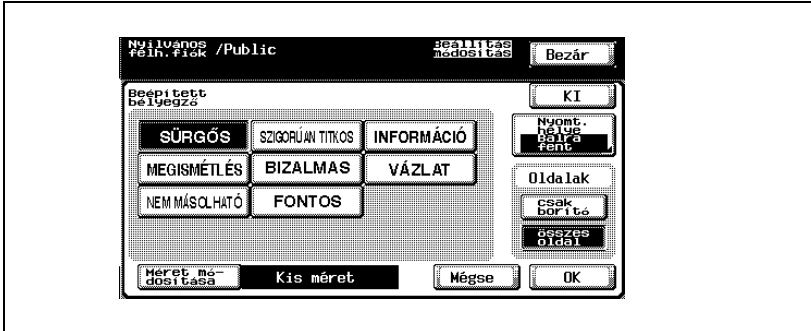 Nyilvános
félh.fiók /Public
Beállítás
módosítás
Bezár
Beépített
bélyegző
KI
SÜRGŐS
SZIGORÚAN TITKOS
INFORMÁCIÓ
Nyomt.
helye
Balra
fent
MEGISMÉTLÉS
BIZALMAS
VÁZLAT
Oldalak
NEM MÁSOLHATÓ
FONTOS
csak
borító
összes
oldal
Méret mó-
dosítása
Kis méret
Mégse
OK